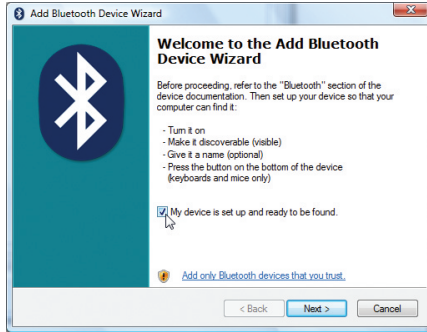 Add Bluetooth Device Wizard
Welcome to the Add Bluetooth
Device Wizard
Before proceeding, refer to the "Bluetooth" section of the
device documentation. Then set up your device so that your
computer can find it:
- Turn it on
- Make it discoverable (visible)
- Give it a name (optional)
- Press the button on the bottom of the device
(keyboards and mice only)
My device is set up and ready to be found.
Add only Bluetooth devices that you trust.
< Back Next > Cancel